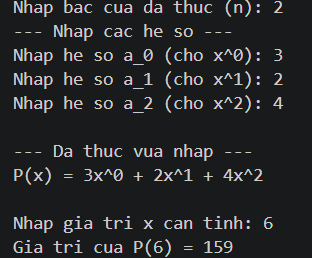 Nhap bac cua da thuc (n): 2
--- Nhap cac he so ---
Nhap he so a_0 (cho x^0): 3
Nhap he so a_1 (cho x^1): 2
Nhap he so a_2 (cho x^2): 4
--- Da thuc vua nhap ---
P(x) = 3x^0 + 2x^1 + 4x^2
Nhap gia tri x can tinh: 6
Gia tri cua P(6) = 159